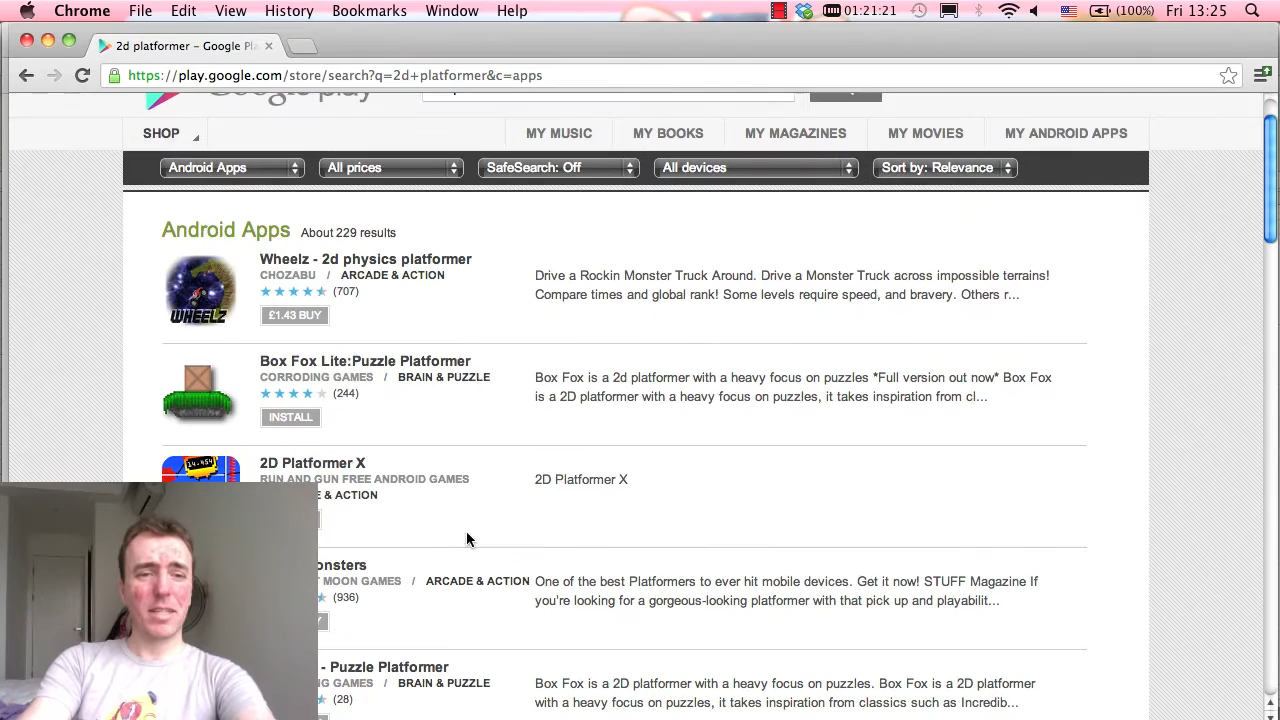 Chrome File Edit View History Bookmarks Window Help 01:21:21 (100%) Fri 13:25
2d platformer – Google Pl
https://play.google.com/store/search?q=2d+platformer&c=apps
Google play
SHOP MY MUSIC MY BOOKS MY MAGAZINES MY MOVIES MY ANDROID APPS
Android Apps All prices SafeSearch: Off All devices Sort by: Relevance
Android Apps About 229 results
Wheelz - 2d physics platformer
CHOZABU / ARCADE & ACTION
(707)
£1.43 BUY
WHEELZ
Drive a Rockin Monster Truck Around. Drive a Monster Truck across impossible terrains!
Compare times and global rank! Some levels require speed, and bravery. Others r...
Box Fox Lite:Puzzle Platformer
CORRODING GAMES / BRAIN & PUZZLE
(244)
INSTALL
Box Fox is a 2d platformer with a heavy focus on puzzles *Full version out now* Box Fox
is a 2D platformer with a heavy focus on puzzles, it takes inspiration from cl...
14.454
2D Platformer X
RUN AND GUN FREE ANDROID GAMES
E & ACTION
2D Platformer X
onsters
MOON GAMES / ARCADE & ACTION
(936)
One of the best Platformers to ever hit mobile devices. Get it now! STUFF Magazine If
you're looking for a gorgeous-looking platformer with that pick up and playabilit...
- Puzzle Platformer
NG GAMES / BRAIN & PUZZLE
(28)
Box Fox is a 2D platformer with a heavy focus on puzzles. Box Fox is a 2D platformer
with a heavy focus on puzzles, it takes inspiration from classics such as Incredib...